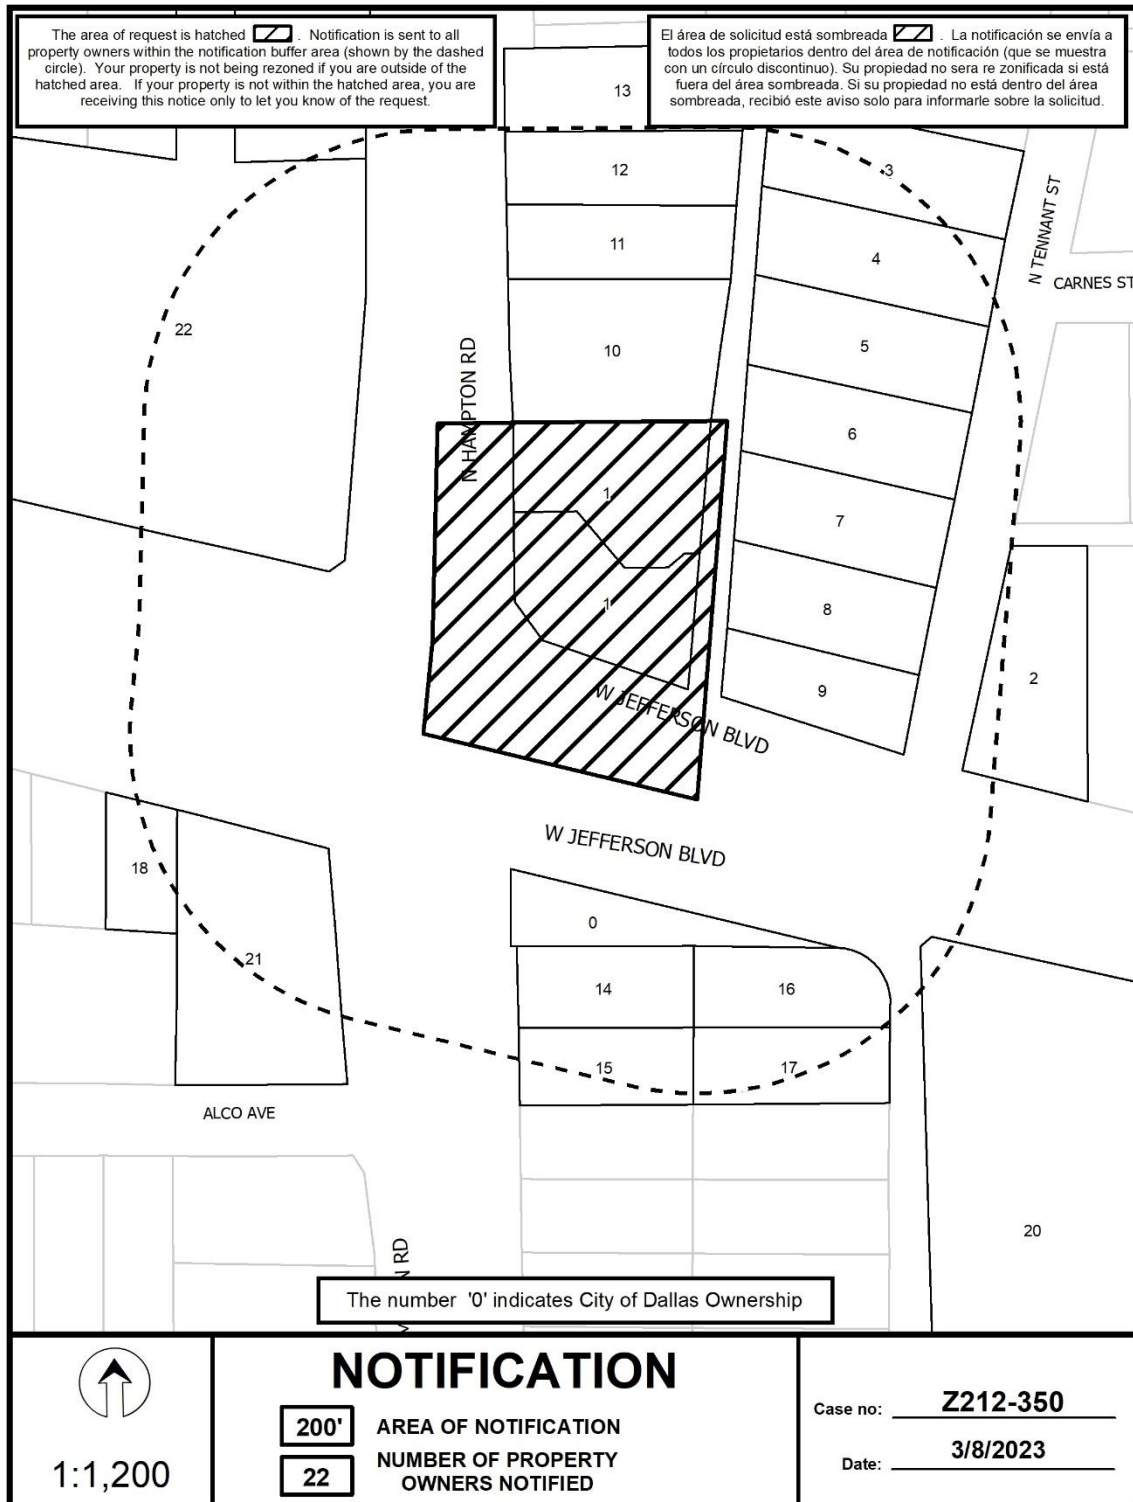 The area of request is hatched . Notification is sent to all
property owners within the notification buffer area (shown by the dashed
circle). Your property is not being rezoned if you are outside of the
hatched area. If your property is not within the hatched area, you are
receiving this notice only to let you know of the request.
El área de solicitud está sombreada . La notificación se envía a
todos los propietarios dentro del área de notificación (que se muestra
con un círculo discontinuo). Su propiedad no sera re zonificada si está
fuera del área sombreada. Si su propiedad no está dentro del área
sombreada, recibió este aviso solo para informarle sobre la solicitud.
13
12
3
11
4
N TENNANT ST
CARNES ST
22
10
5
N HAMPTON RD
6
1
7
1
8
9
2
W JEFFERSON BLVD
W JEFFERSON BLVD
18
0
21
14
16
15
17
ALCO AVE
20
N RD
The number '0' indicates City of Dallas Ownership
1:1,200
NOTIFICATION
200' AREA OF NOTIFICATION
22 NUMBER OF PROPERTY
OWNERS NOTIFIED
Case no: Z212-350
Date: 3/8/2023